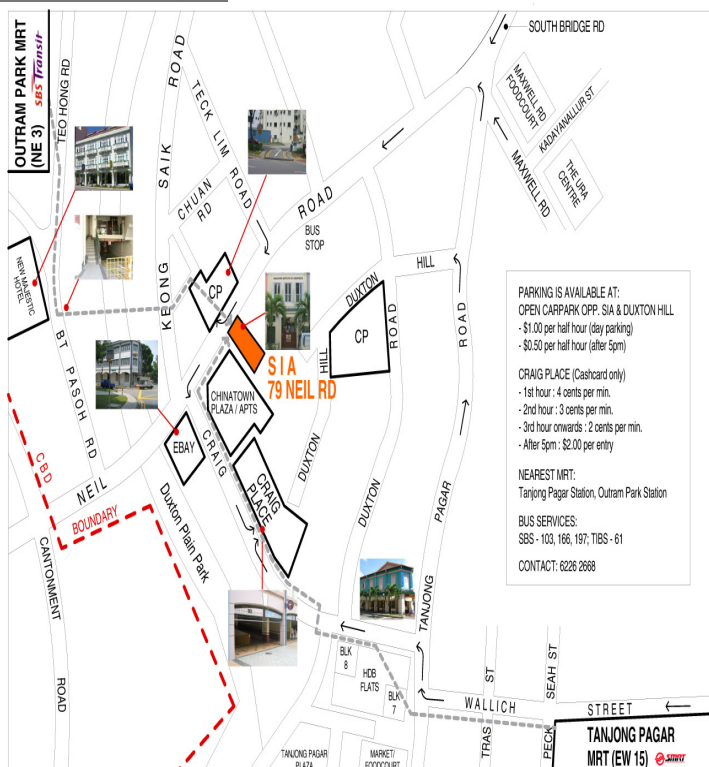 OUTRAM PARK MRT
(NE 3)
SBS Transit
TEO HONG RD
KEONG SAIK ROAD
TECK LIM ROAD
CHUAN
RD
ROAD
BUS
STOP
SOUTH BRIDGE RD
MAXWELL RD
FOODCOURT
KADAYANALLUR ST
MAXWELL RD
THE URA
CENTRE
NEW MAJESTIC
HOTEL
BT PASOH RD
CP
DUXTON HILL
CP
DUXTON ROAD
TANJONG PAGAR ROAD
SIA
79 NEIL RD
CHINATOWN
PLAZA / APTS
EBAY
CRAIG
CRAIG
PLACE
DUXTON HILL
CBD
BOUNDARY
NEIL
Duxton Plain Park
CANTONMENT ROAD
PARKING IS AVAILABLE AT:
OPEN CARPARK OPP. SIA & DUXTON HILL
- $1.00 per half hour (day parking)
- $0.50 per half hour (after 5pm)
CRAIG PLACE (Cashcard only)
- 1st hour : 4 cents per min.
- 2nd hour : 3 cents per min.
- 3rd hour onwards : 2 cents per min.
- After 5pm : $2.00 per entry
NEAREST MRT:
Tanjong Pagar Station, Outram Park Station
BUS SERVICES:
SBS - 103, 166, 197; TIBS - 61
CONTACT: 6226 2668
BLK
8
HDB
FLATS
BLK
7
WALLICH STREET
TRAS ST
PECK SEAH ST
TANJONG PAGAR
PLAZA
MARKET/
FOODCOURT
TANJONG PAGAR
MRT (EW 15)
SMRT